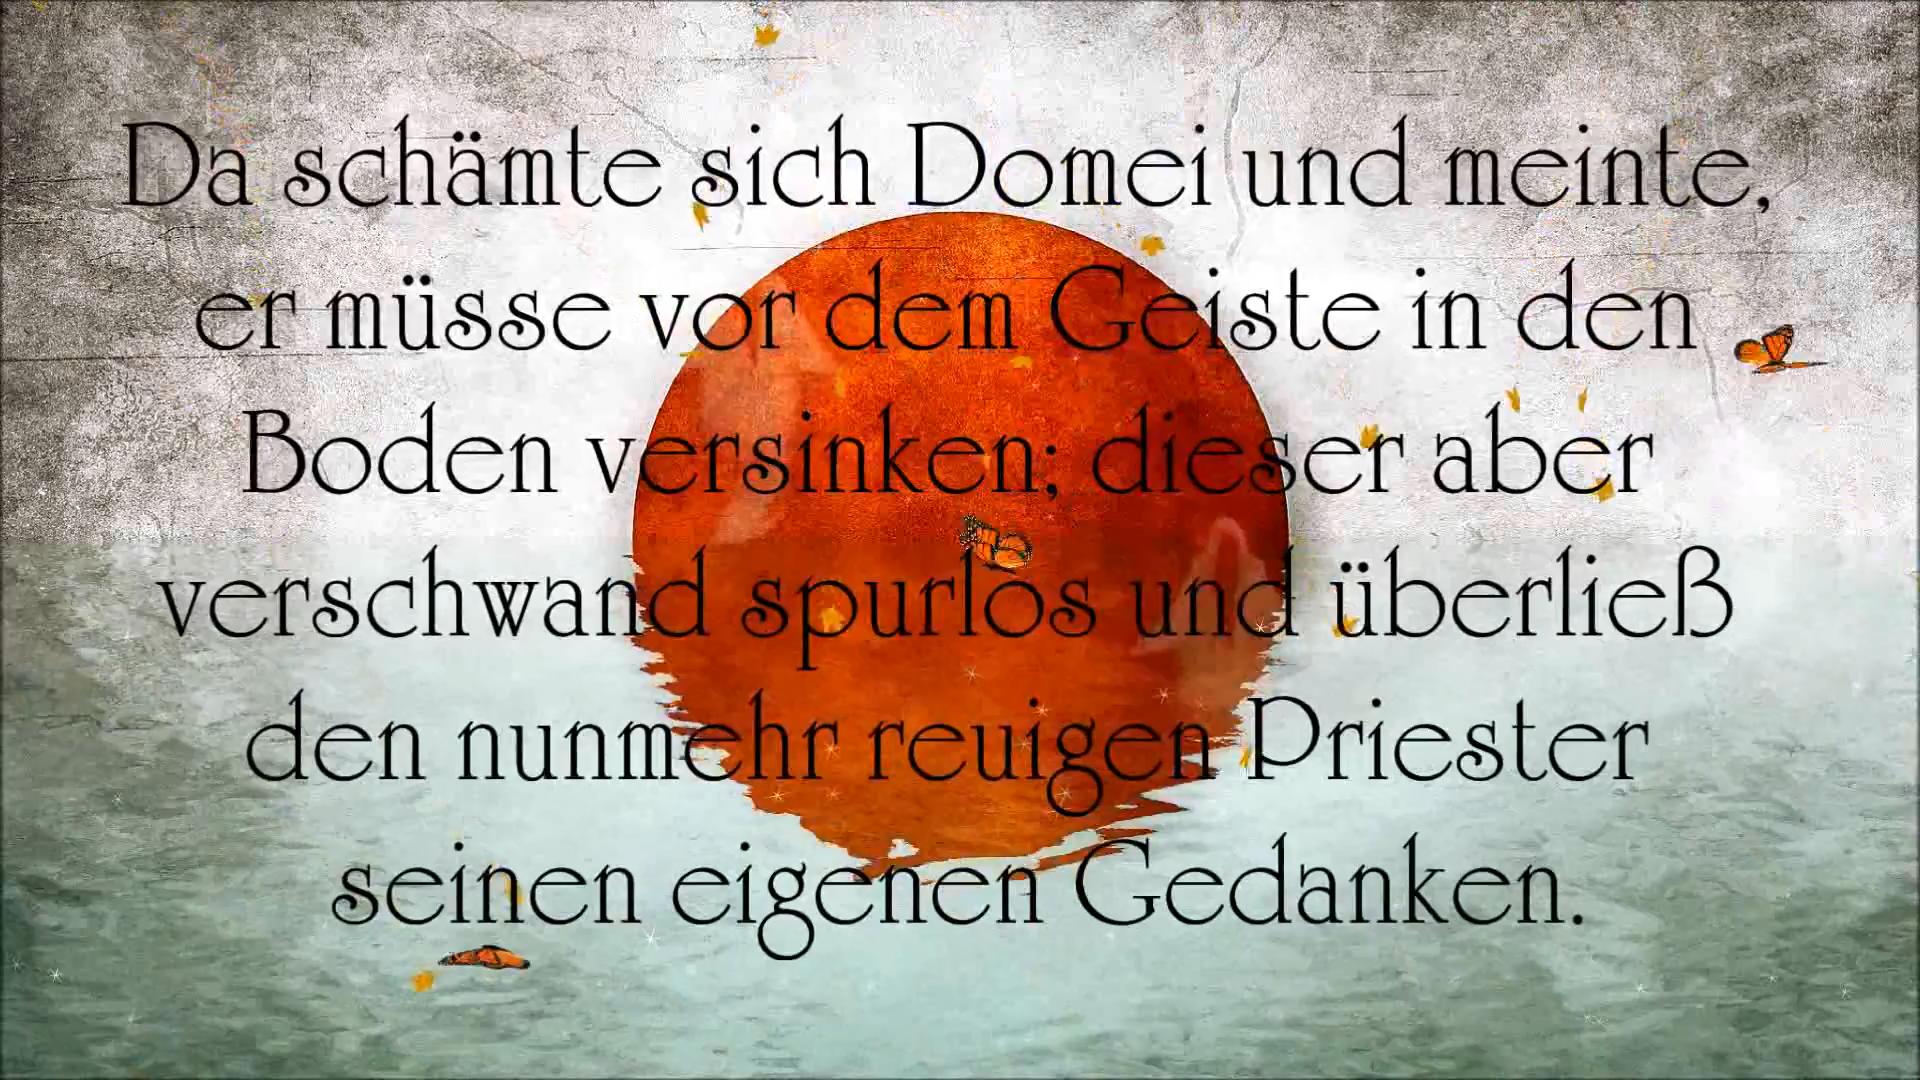 Da schämte sich Domei und meinte,
er müsse vor dem Geiste in den
Boden versinken; dieser aber
verschwand spurlos und überließ
den nunmehr reuigen Priester
seinen eigenen Gedanken.